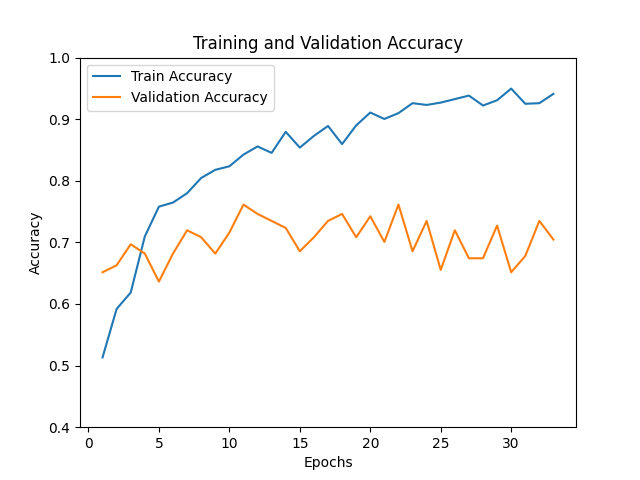 Training and Validation Accuracy
Train Accuracy
Validation Accuracy
1.0
0.9
0.8
0.7
0.6
0.5
0.4
Accuracy
0 5 10 15 20 25 30
Epochs